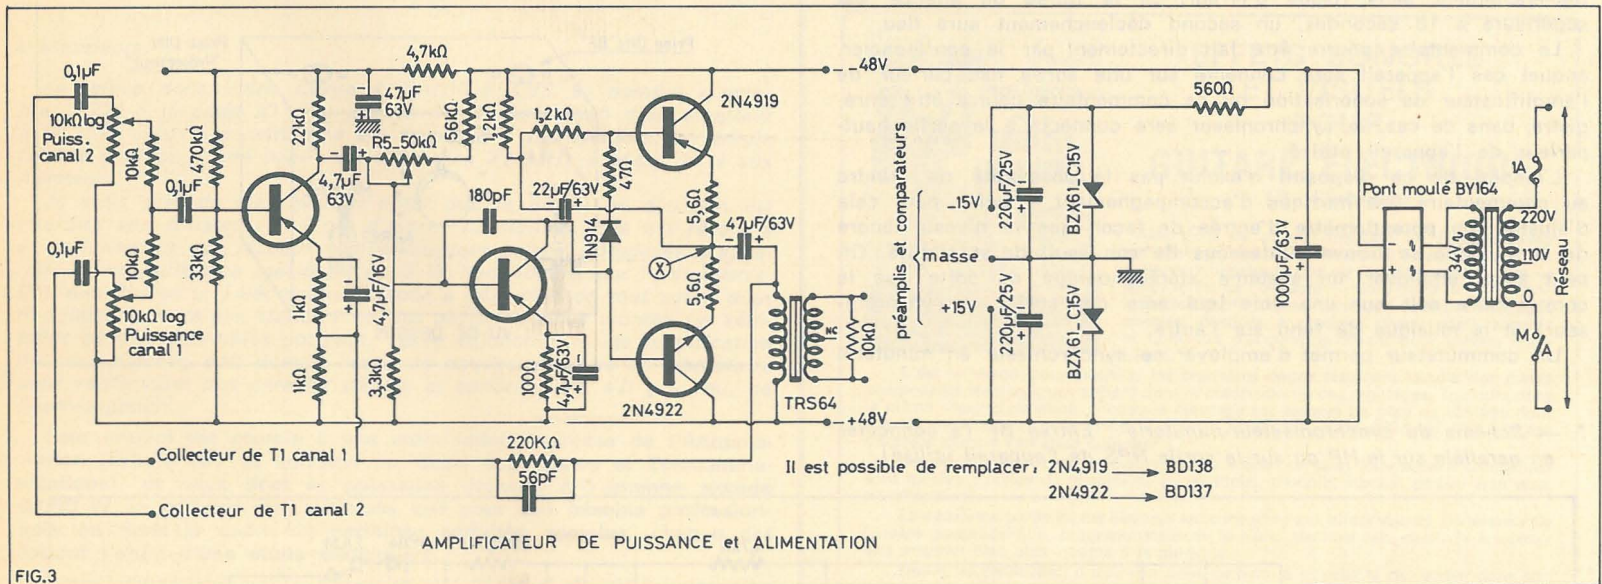 0,1µF
10kΩ log
Puiss.
canal 2
10kΩ
470kΩ
0,1µF
10kΩ
33kΩ
0,1µF
10kΩ log
Puissance
canal 1
22kΩ
47µF
63V
4,7kΩ
4,7µF
63V
R5_50kΩ
56kΩ
1,2kΩ
1kΩ
4,7µF/16V
1kΩ
3,3kΩ
180pF
1,2kΩ
22µF/63V
47Ω
1N914
100Ω
4,7µF/63V
2N4919
5,6Ω
X
47µF/63V
5,6Ω
2N4922
TRS64
HC
10kΩ
220KΩ
56pF
Collecteur de T1 canal 1
Collecteur de T1 canal 2
-48V
+48V
préamplis et comparateurs
-15V
masse
+15V
220µF/25V
BZX61_C15V
220µF/25V
BZX61_C15V
560Ω
1000µF/63V
Pont moulé BY164
34V
220V
110V
0
1A
M
Réseau
Il est possible de remplacer: 2N4919 → BD138
2N4922 → BD137
AMPLIFICATEUR DE PUISSANCE et ALIMENTATION
FIG.3